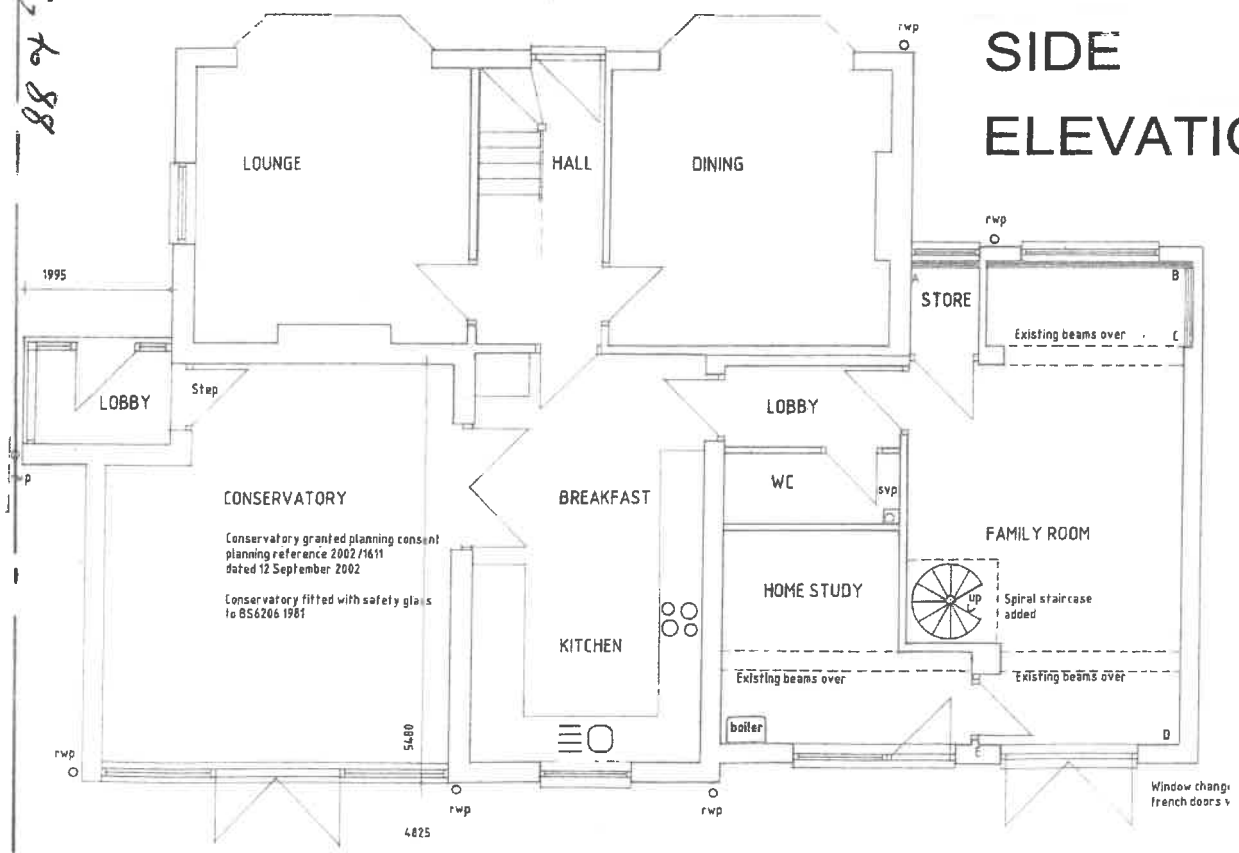 88 of
rwp
SIDE
ELEVATIO
LOUNGE
HALL
DINING
rwp
1995
A
STORE
B
Existing beams over
C
LOBBY
Step
LOBBY
WC
svp
CONSERVATORY
BREAKFAST
Conservatory granted planning consent
planning reference 2002/1611
dated 12 September 2002
Conservatory fitted with safety glass
to BS6206 1981
FAMILY ROOM
HOME STUDY
up
Spiral staircase
added
KITCHEN
Existing beams over
Existing beams over
boiler
5480
E
D
rwp
rwp
rwp
4825
Window chang
french doors